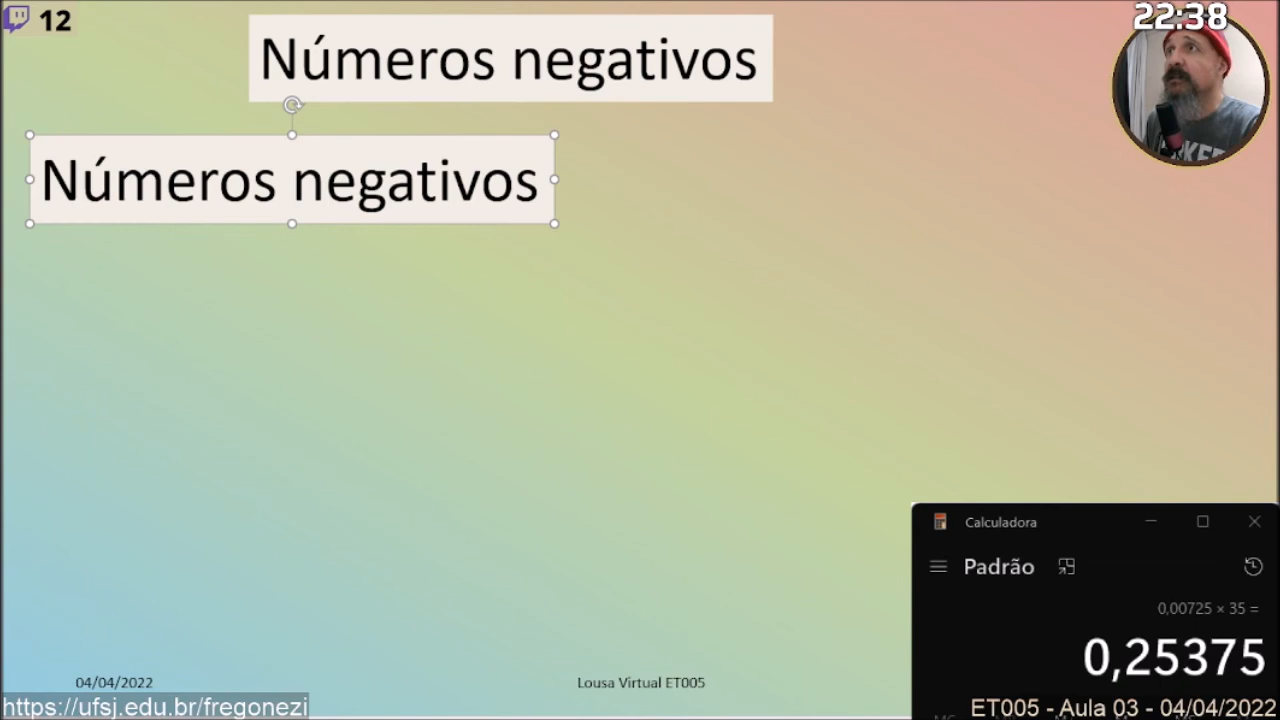 12
22:38
Números negativos
Números negativos
Calculadora
Padrão
0,00725 × 35 =
0,25375
04/04/2022
Lousa Virtual ET005
https://ufsj.edu.br/fregonezi
ET005 - Aula 03 - 04/04/2022